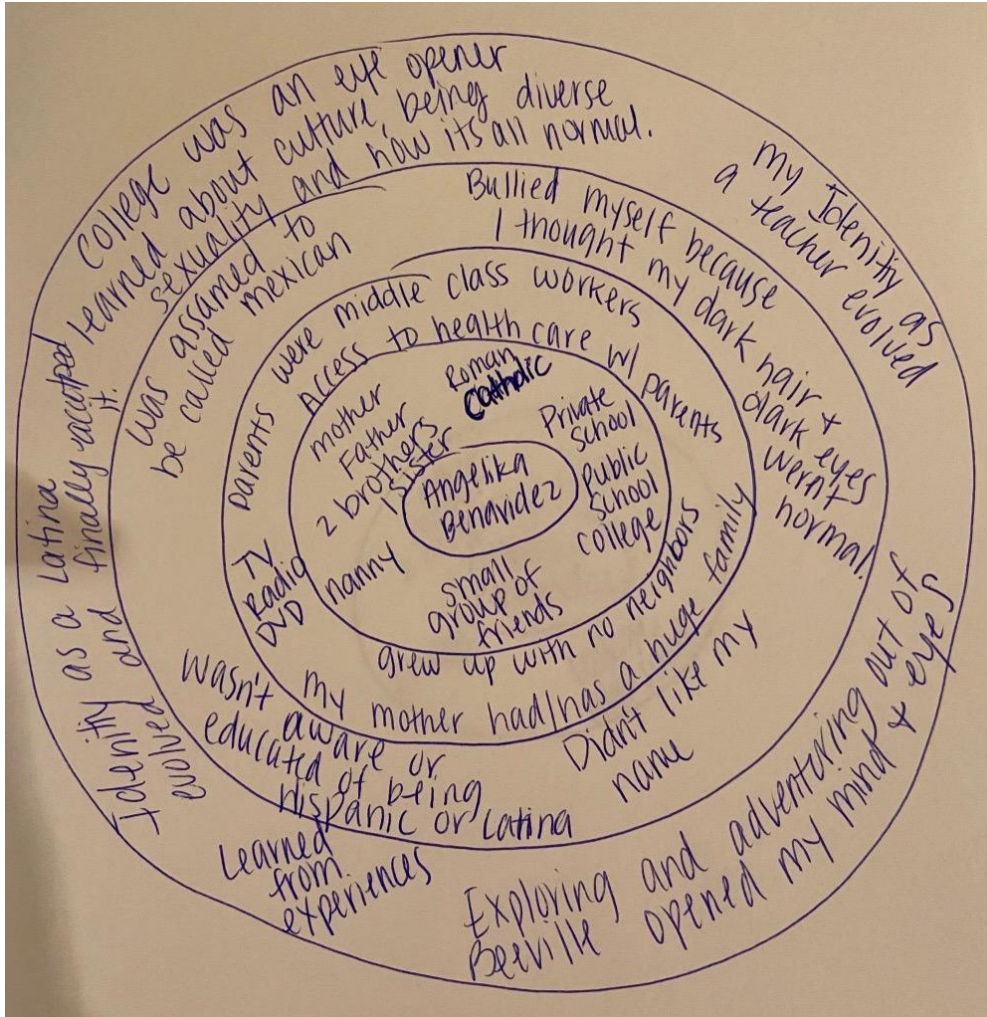 Angelika
Benavidez
mother
Father
2 brothers
1 sister
Roman
Catholic
Private
School
public
school
college
small
group of
friends
nanny
parents were middle class workers
Access to health care w/ parents
grew up with no neighbors
my mother had/has a huge family
TV
Radio
DVD
was assamed to
be called mexican
Bullied myself because
I thought my dark hair +
dark eyes
wern't
normal.
Didn't like my
name
wasn't aware or
educated of being
Hispanic or Latina
College was an eye opener
Learned about culture, being diverse
sexuality and how its all normal.
my Idenity as
a teacher evolved
Exploring and adventuring out of
Beeville opened my mind + eyes
Learned
from
experiences
Idenity as a Latina
evolved and finally accepted
it.